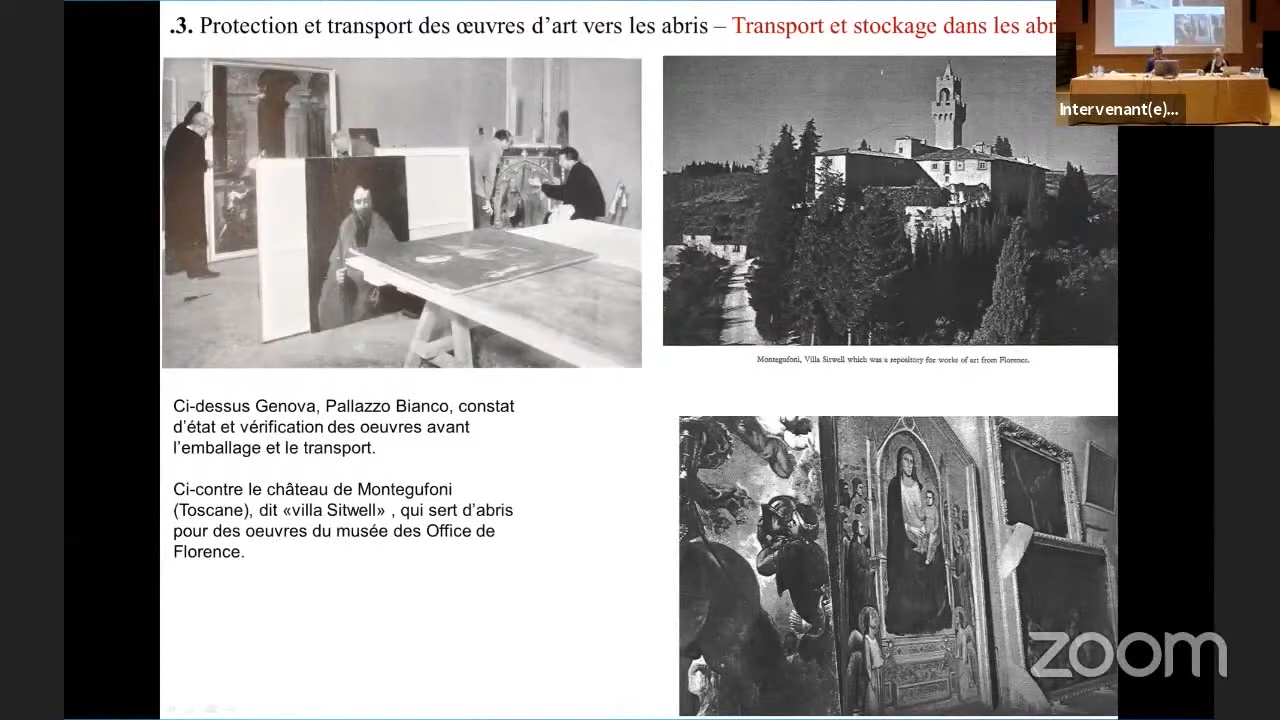 .3. Protection et transport des œuvres d’art vers les abris – Transport et stockage dans les abr
Intervenant(e)...
Montegufoni, Villa Sitwell which was a repository for works of art from Florence.
Ci-dessus Genova, Pallazzo Bianco, constat
d’état et vérification des oeuvres avant
l’emballage et le transport.
Ci-contre le château de Montegufoni
(Toscane), dit «villa Sitwell» , qui sert d’abris
pour des oeuvres du musée des Office de
Florence.
zoom